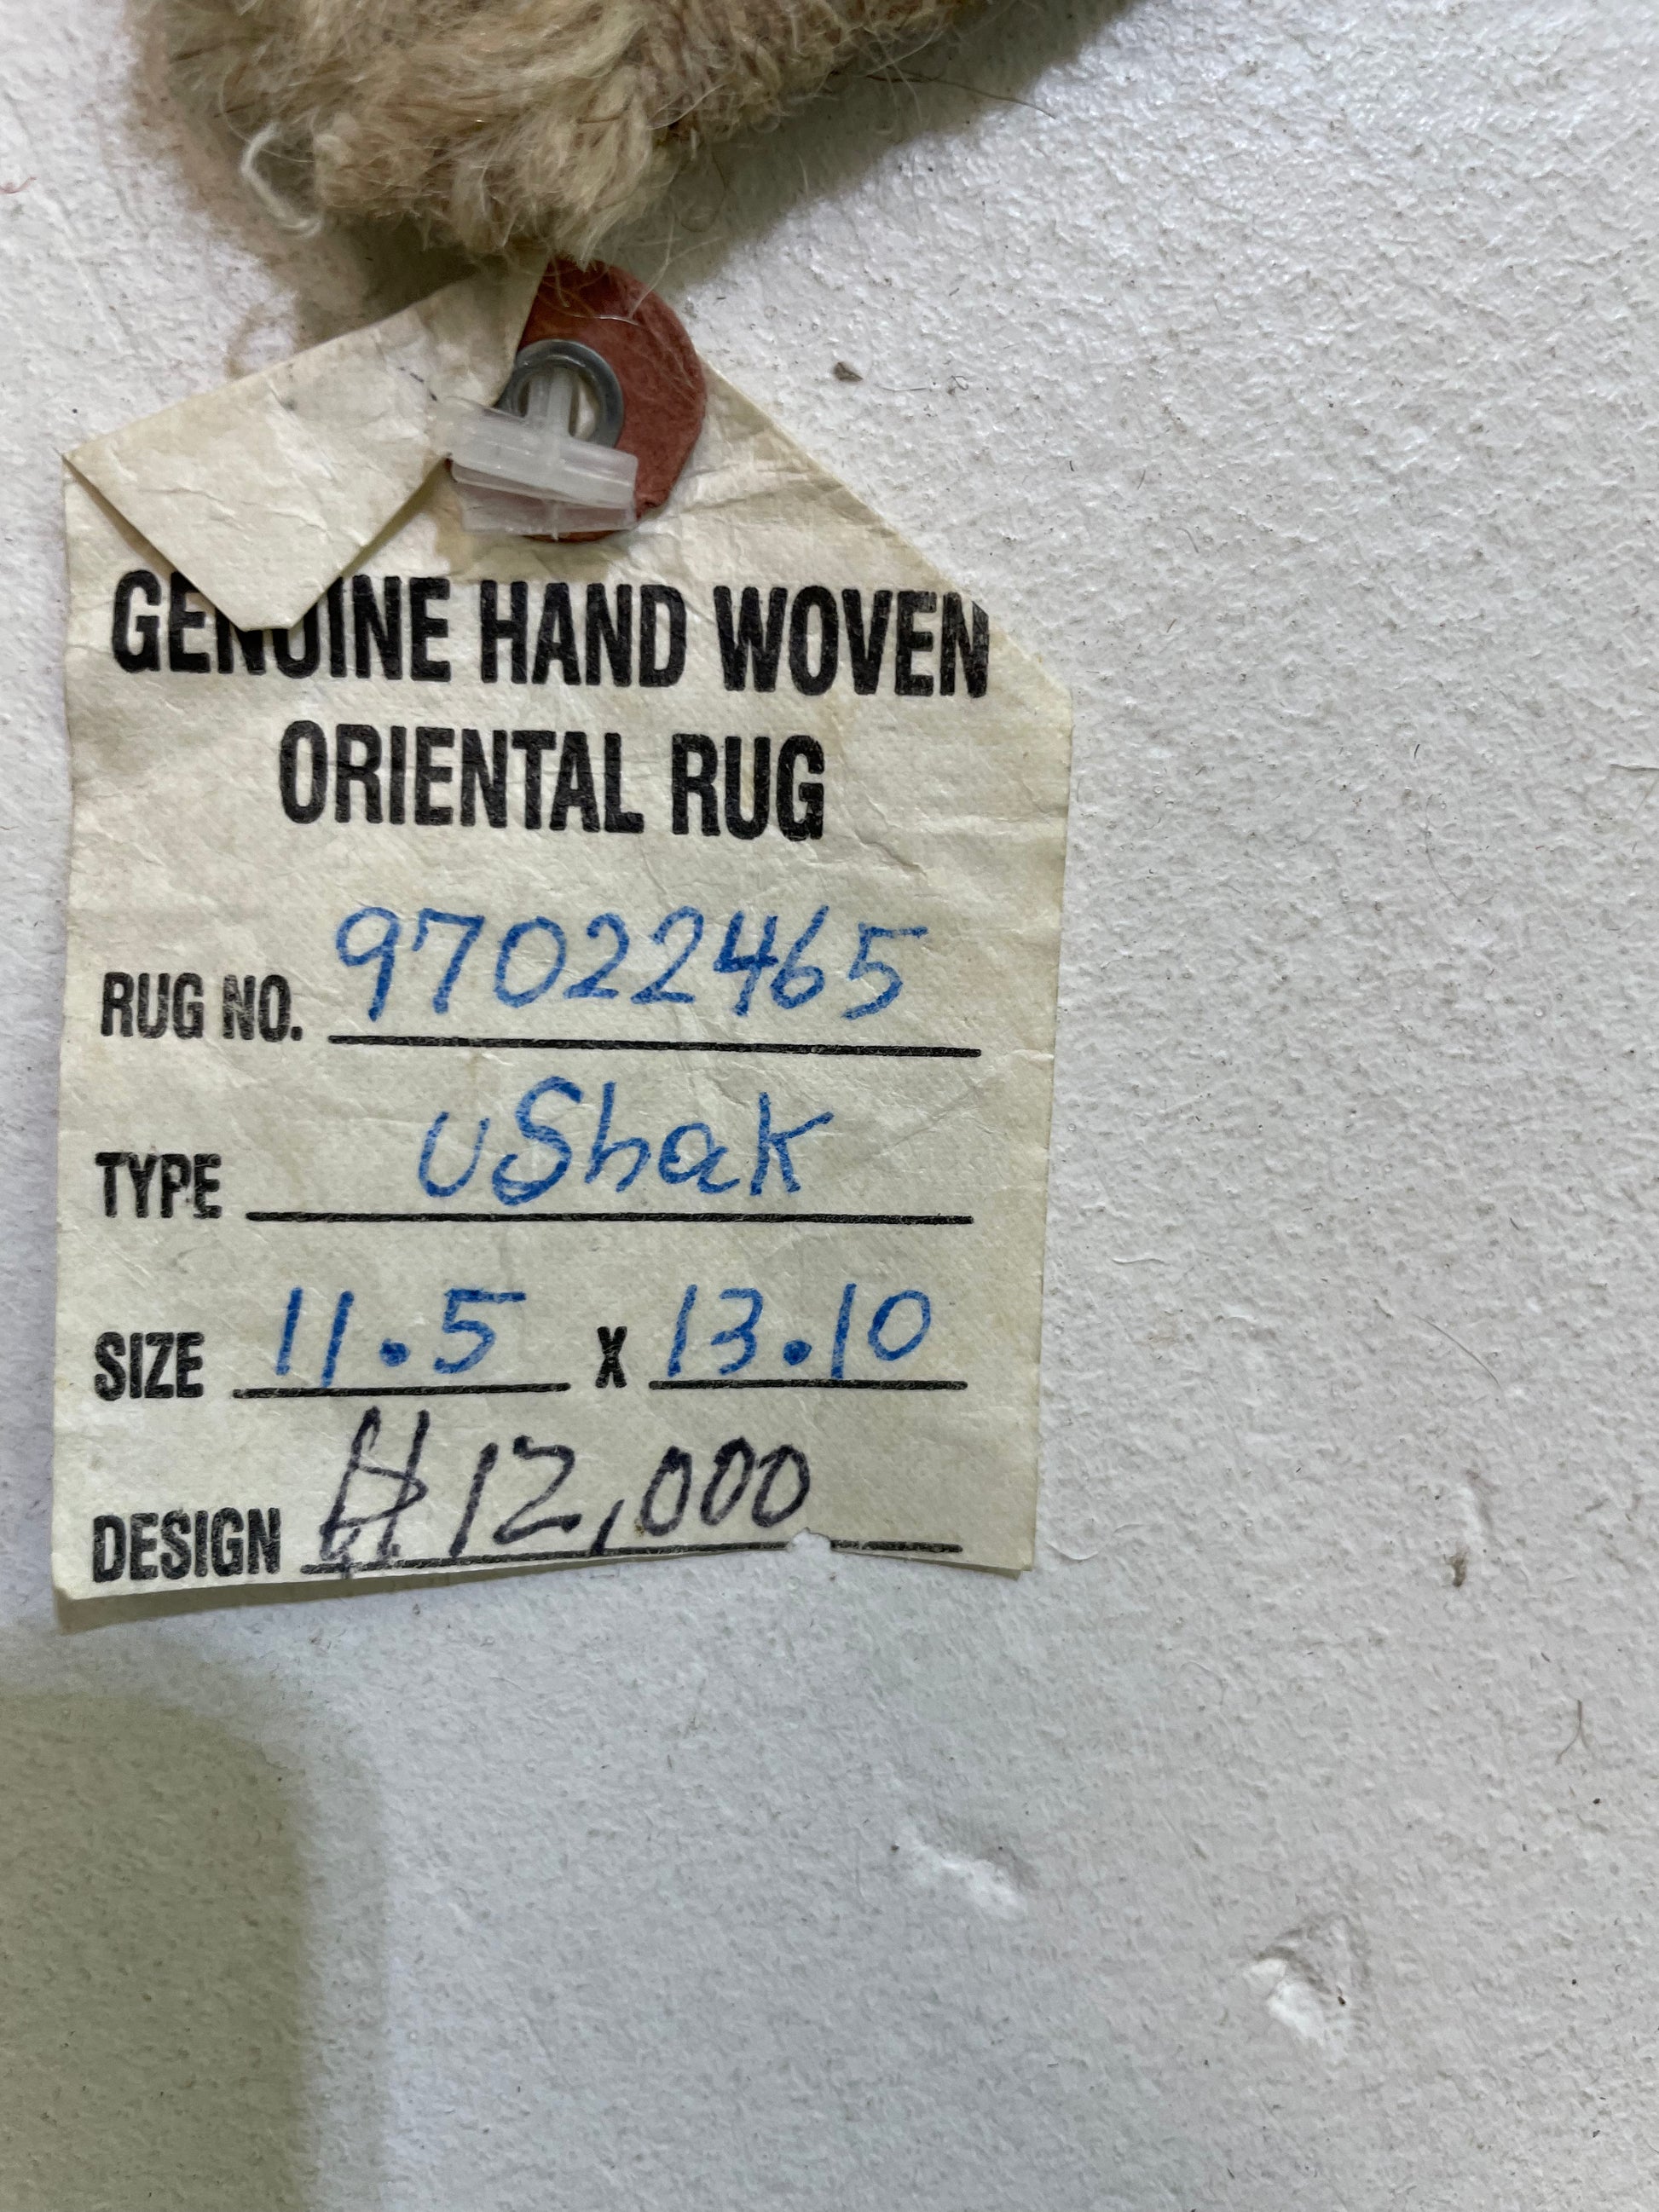 GENUINE HAND WOVEN
ORIENTAL RUG
RUG NO. 97022465
TYPE uShak
SIZE 11.5 X 13.10
DESIGN # 12,000